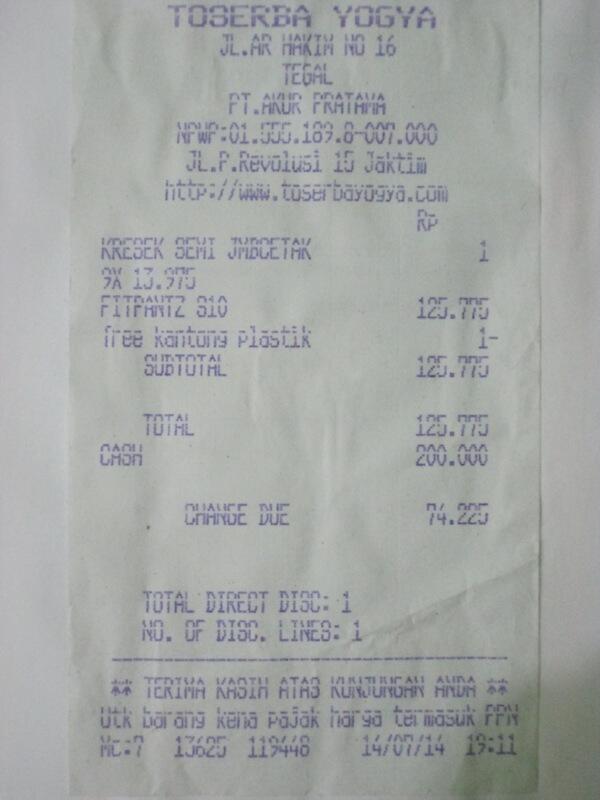 TOSERBA YOGYA
JL.AR HAKIM NO 16
TEGAL
PT.AKUR PRATAMA
NPWP:01.555.189.8-007.000
JL.P.Revolusi 15 Jaktim
http://www.toserbayogya.com
Rp
KRESEK SEMI JMBCETAK 1
9X 13.975
FITPANTZ S10 125.775
free kantong plastik 1-
SUBTOTAL 125.775
TOTAL 125.775
CASH 200.000
CHANGE DUE 74.225
TOTAL DIRECT DISC: 1
NO. OF DISC. LINES: 1
** TERIMA KASIH ATAS KUNJUNGAN ANDA **
Utk barang kena pajak harga termasuk PPN
Mc:7 13625 119448 14/07/14 19:11